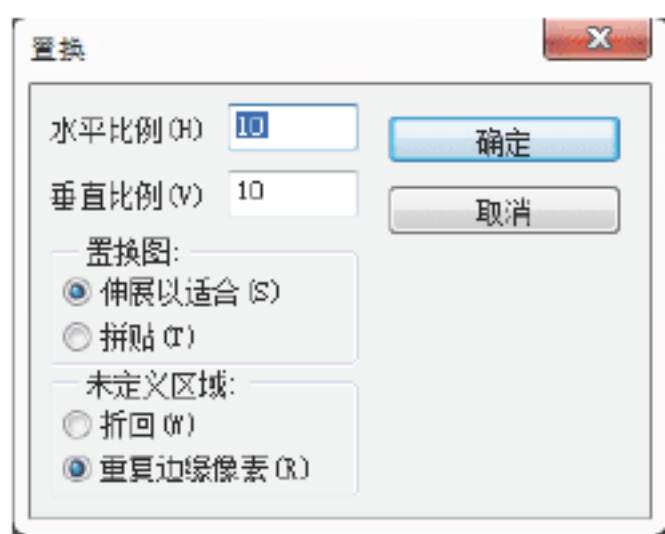 置换
水平比例(H) 10
确定
垂直比例(V) 10
取消
置换图:
伸展以适合(S)
拼贴(T)
未定义区域:
折回(W)
重复边缘像素(R)